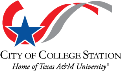 CITY OF COLLEGE STATION
Home of Texas A&M University®